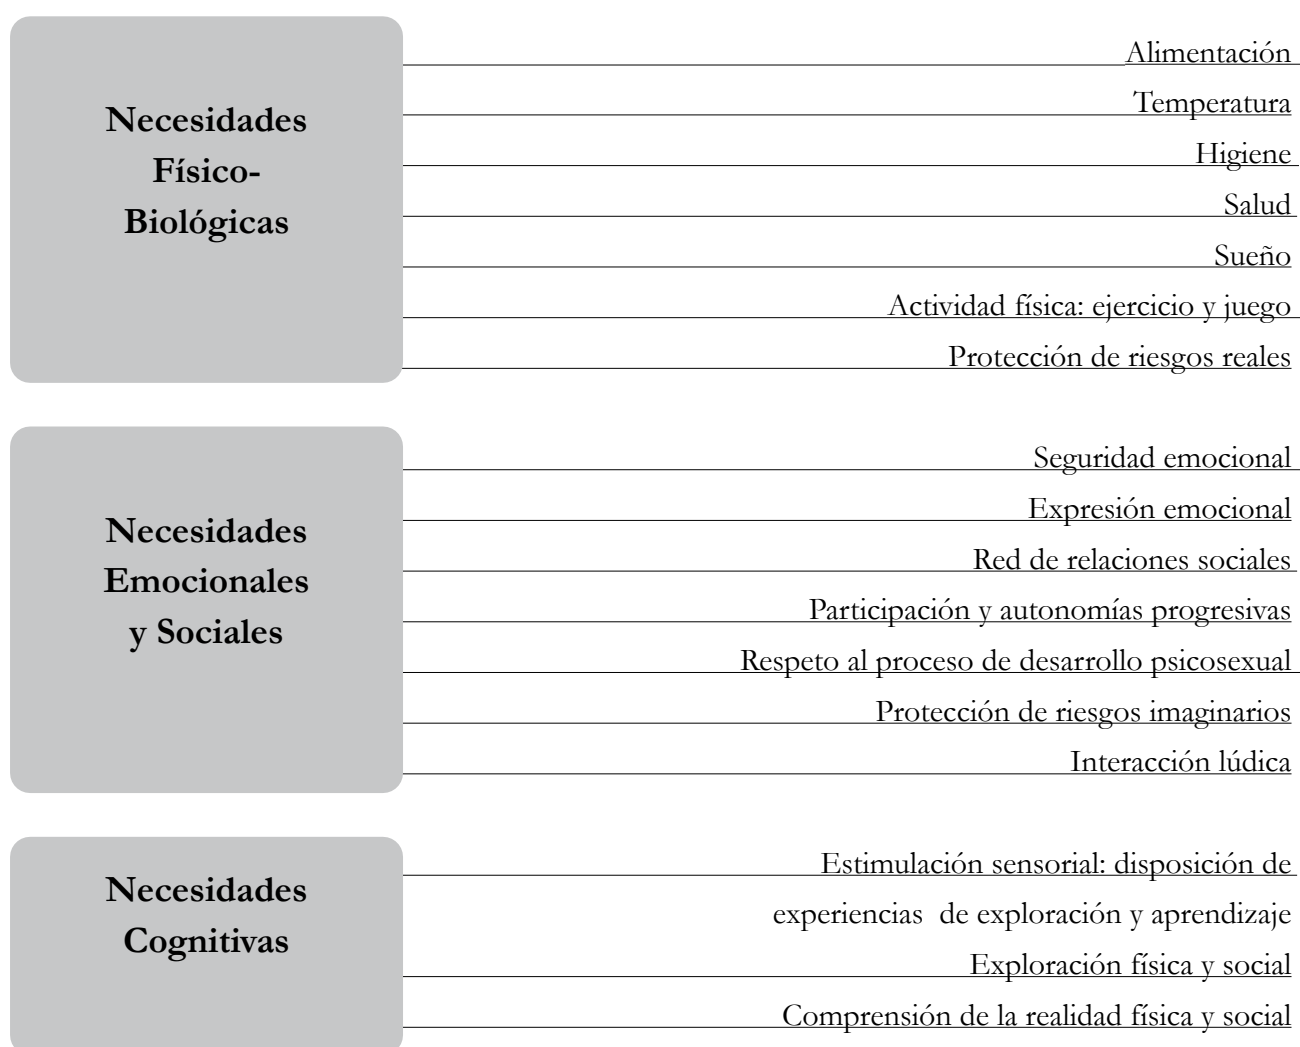 Necesidades
Físico-
Biológicas
Alimentación
Temperatura
Higiene
Salud
Sueño
Actividad física: ejercicio y juego
Protección de riesgos reales
Necesidades
Emocionales
y Sociales
Seguridad emocional
Expresión emocional
Red de relaciones sociales
Participación y autonomías progresivas
Respeto al proceso de desarrollo psicosexual
Protección de riesgos imaginarios
Interacción lúdica
Necesidades
Cognitivas
Estimulación sensorial: disposición de
experiencias  de exploración y aprendizaje
Exploración física y social
Comprensión de la realidad física y social